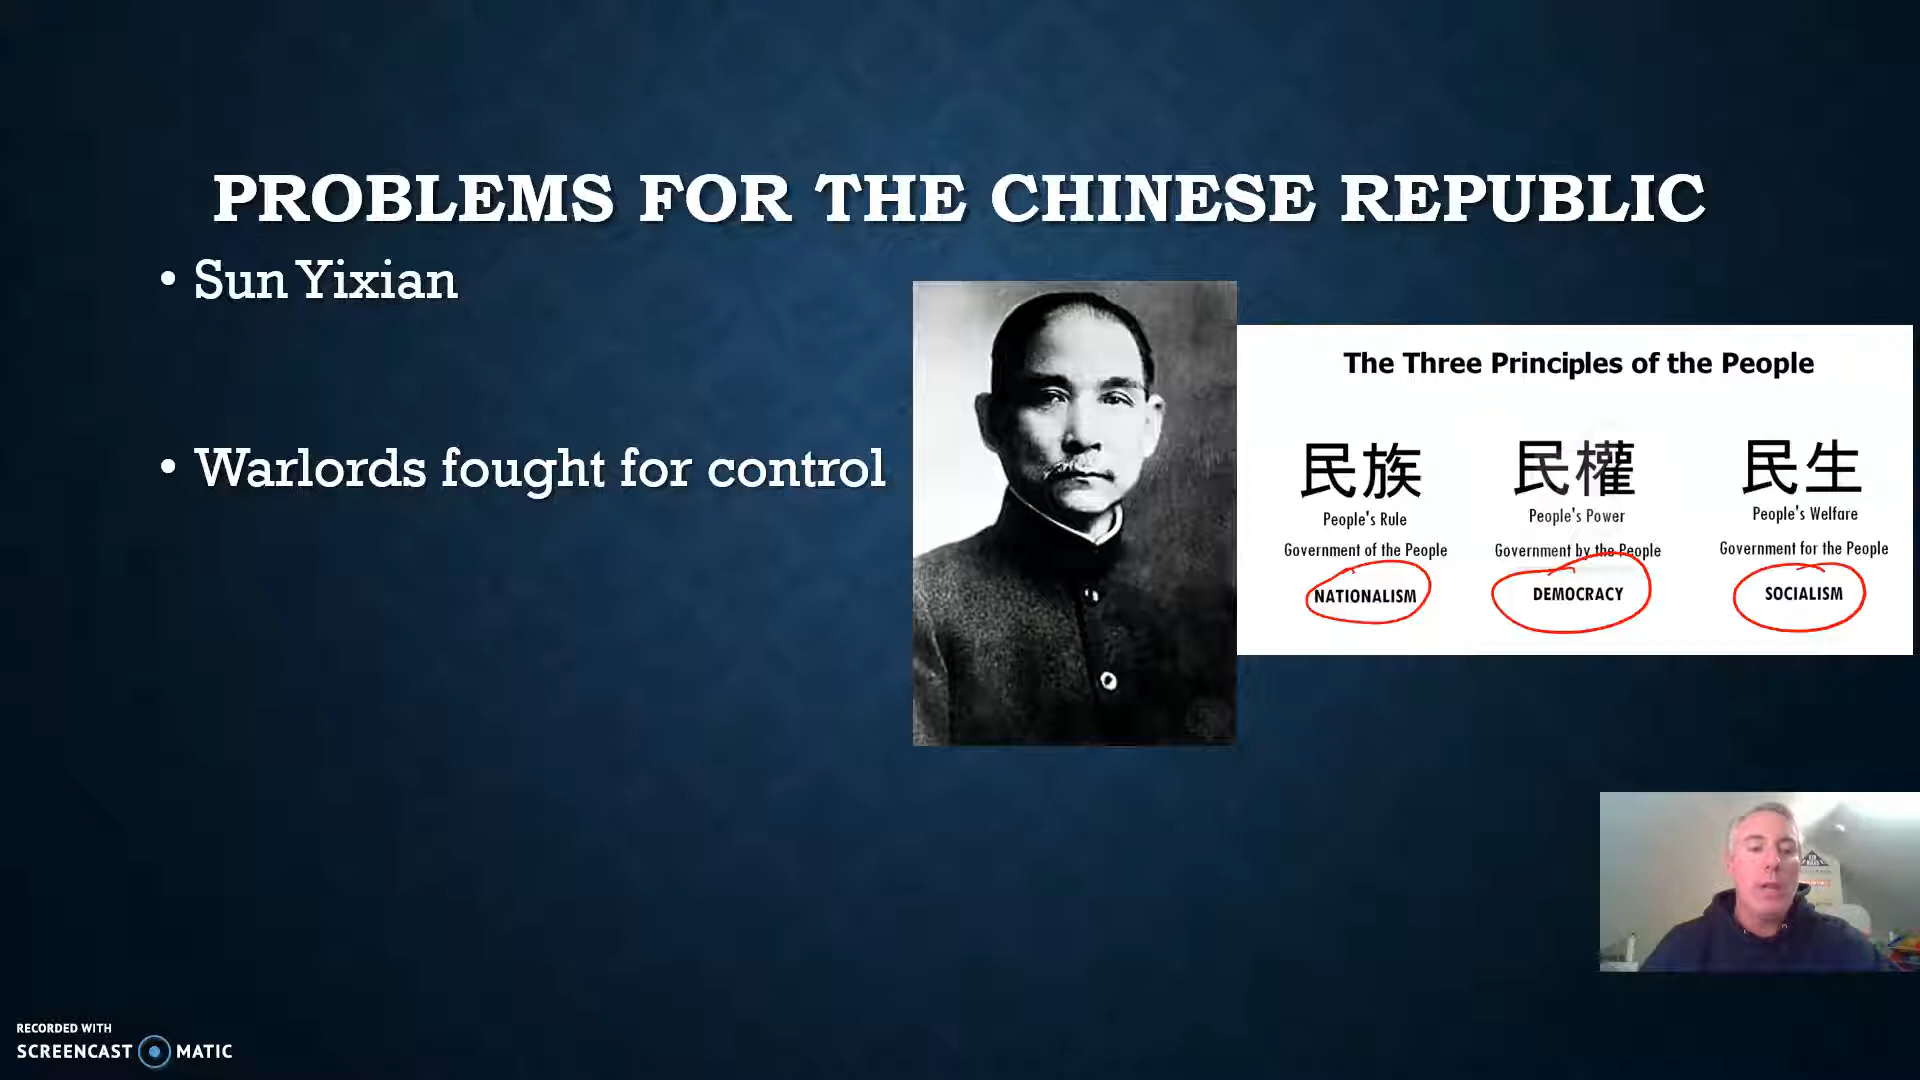 PROBLEMS FOR THE CHINESE REPUBLIC
• Sun Yixian
• Warlords fought for control
The Three Principles of the People
民族 民權 民生
People's Rule People's Power People's Welfare
Government of the People Government by the People Government for the People
NATIONALISM DEMOCRACY SOCIALISM
RECORDED WITH
SCREENCAST MATIC